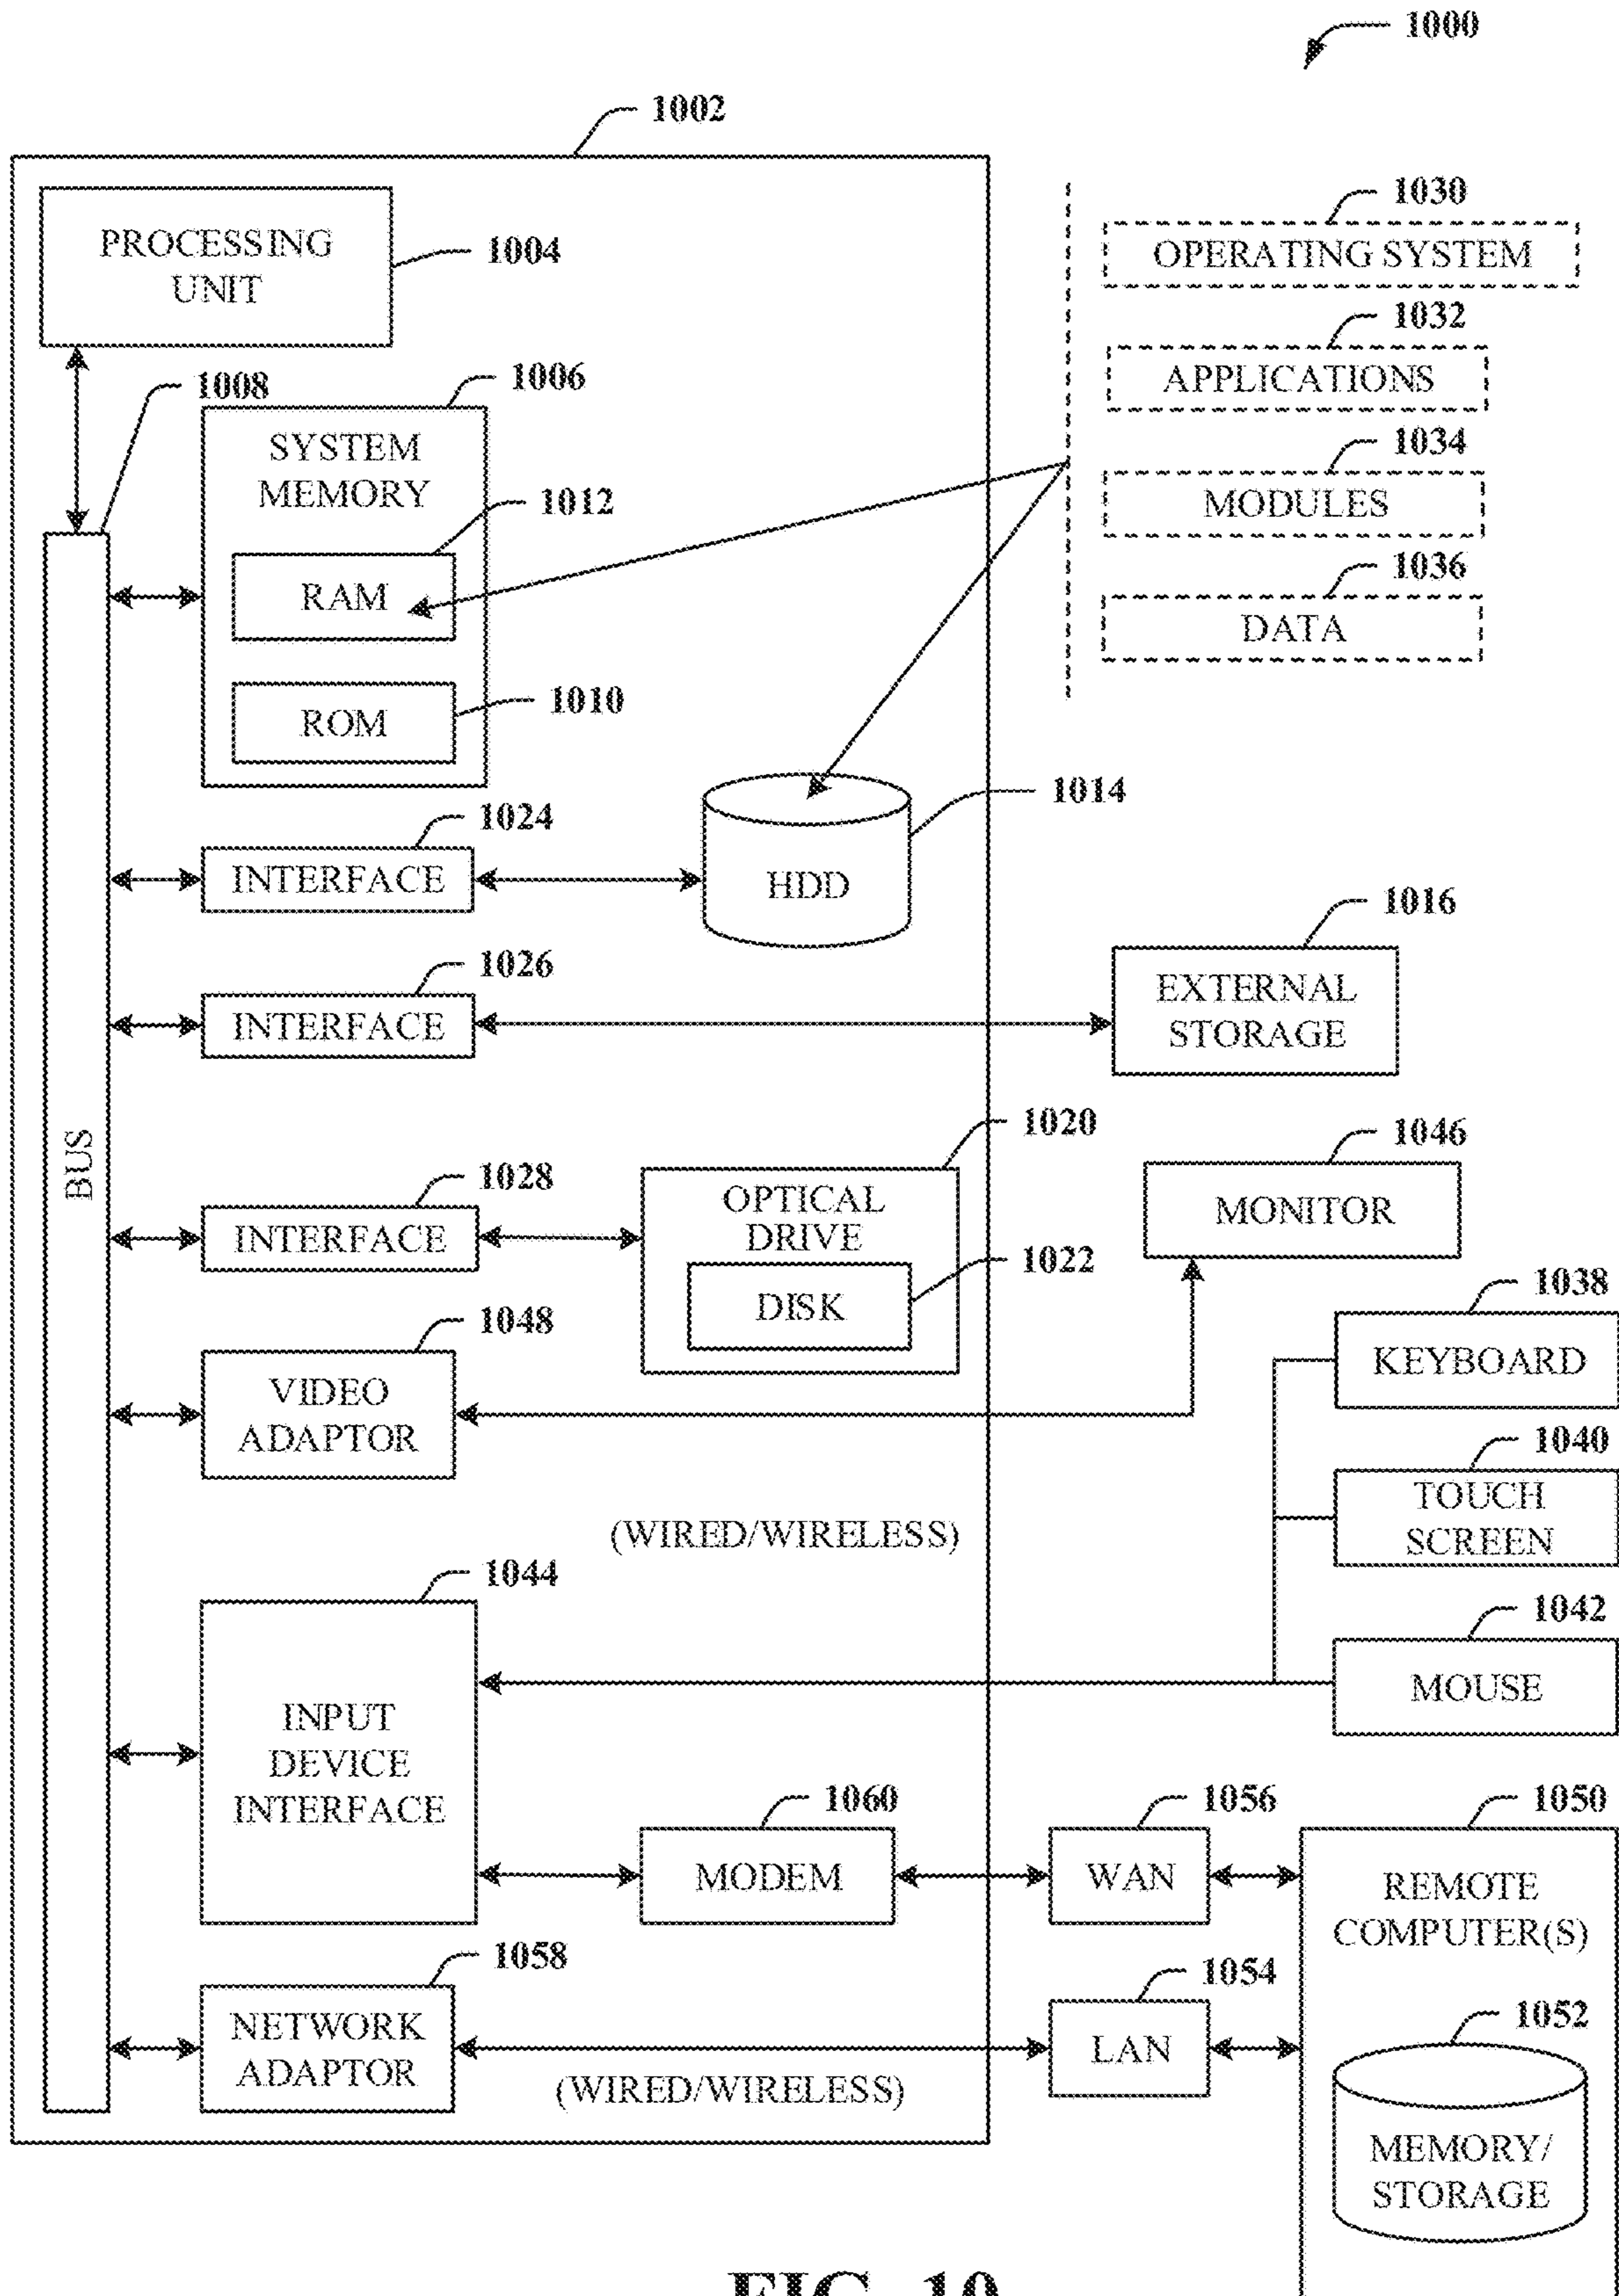 1000
1002
PROCESSING
UNIT
1004
1030
OPERATING SYSTEM
1032
APPLICATIONS
1034
MODULES
1036
DATA
1008
1006
SYSTEM
MEMORY
1012
RAM
1010
ROM
BUS
1024
INTERFACE
1014
HDD
1026
INTERFACE
1016
EXTERNAL
STORAGE
1028
INTERFACE
1020
OPTICAL
DRIVE
1022
DISK
1046
MONITOR
1048
VIDEO
ADAPTOR
1038
KEYBOARD
1040
TOUCH
SCREEN
(WIRED/WIRELESS)
1042
MOUSE
1044
INPUT
DEVICE
INTERFACE
1060
MODEM
1056
WAN
1050
REMOTE
COMPUTER(S)
1058
NETWORK
ADAPTOR
(WIRED/WIRELESS)
1054
LAN
1052
MEMORY/
STORAGE
FIG. 10